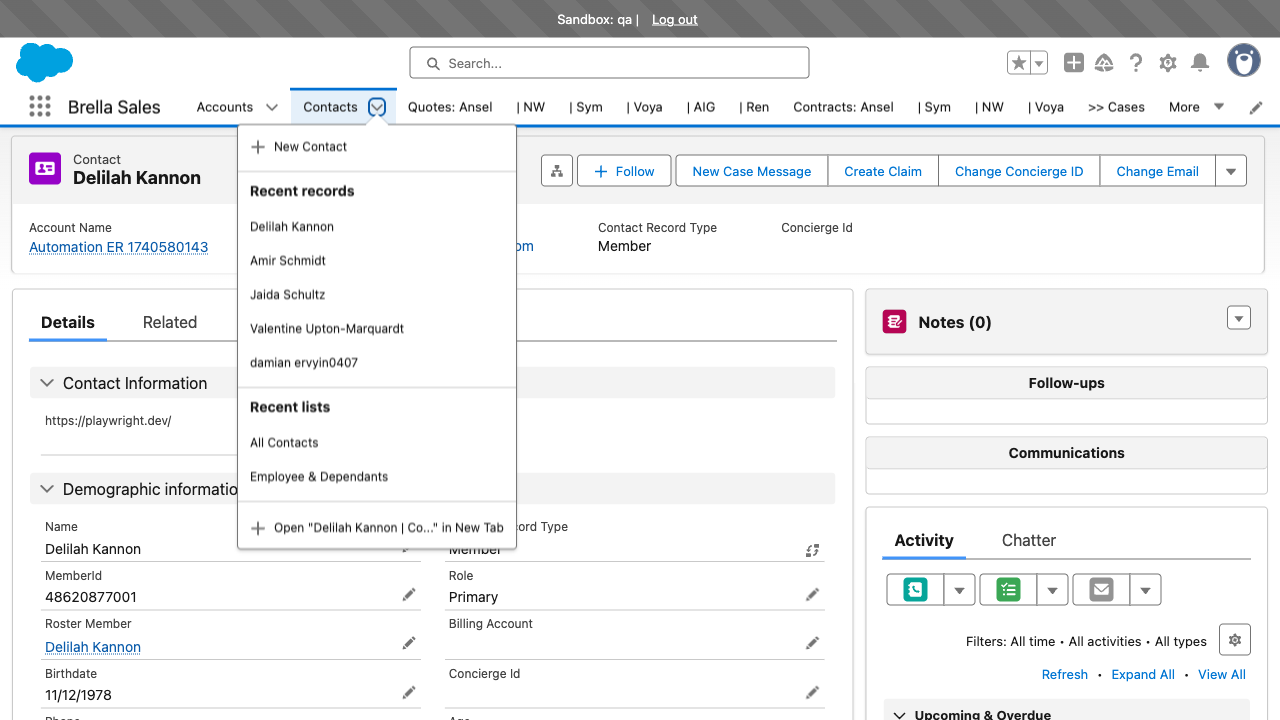 Sandbox: qa | Log out
Search...
Brella Sales
Accounts
Contacts
Quotes: Ansel
| NW
| Sym
| Voya
| AIG
| Ren
Contracts: Ansel
| Sym
| NW
| Voya
>> Cases
More
New Contact
Recent records
Delilah Kannon
Amir Schmidt
Jaida Schultz
Valentine Upton-Marquardt
damian ervyin0407
Recent lists
All Contacts
Employee & Dependants
Open "Delilah Kannon | Co..." in New Tab
Contact
Delilah Kannon
Follow
New Case Message
Create Claim
Change Concierge ID
Change Email
Account Name
Automation ER 1740580143
om
Contact Record Type
Member
Concierge Id
Details
Related
Contact Information
https://playwright.dev/
Demographic informatio
Name
Delilah Kannon
ord Type
Member
MemberId
48620877001
Role
Primary
Roster Member
Delilah Kannon
Billing Account
Birthdate
11/12/1978
Concierge Id
Notes (0)
Follow-ups
Communications
Activity
Chatter
Filters: All time • All activities • All types
Refresh • Expand All • View All
Upcoming & Overdue